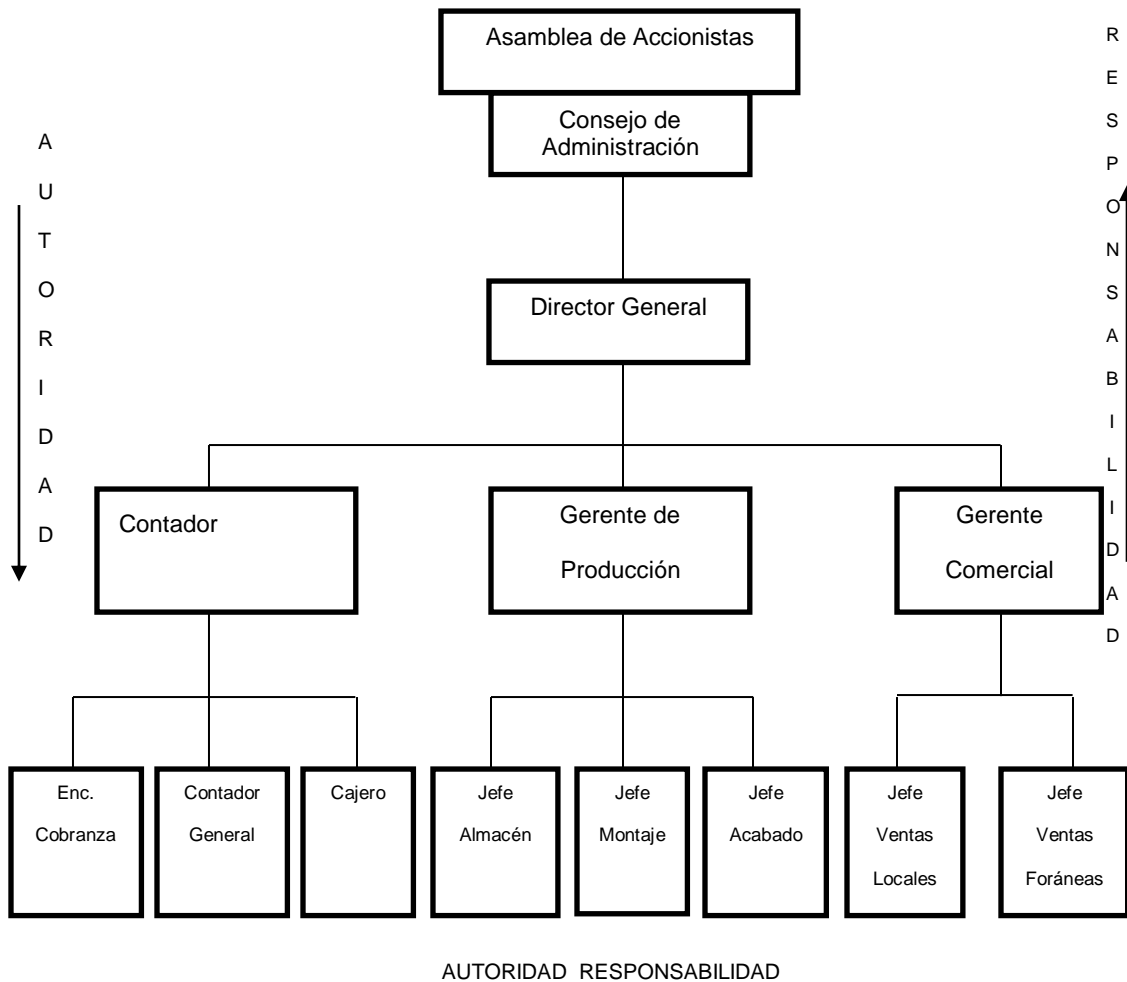 Asamblea de Accionistas
Consejo de
Administración
A
U
T
O
R
I
D
A
D
R
E
S
P
O
N
S
A
B
I
L
I
D
A
D
Director General
Contador
Gerente de
Producción
Gerente
Comercial
Enc.
Cobranza
Contador
General
Cajero
Jefe
Almacén
Jefe
Montaje
Jefe
Acabado
Jefe
Ventas
Locales
Jefe
Ventas
Foráneas
AUTORIDAD RESPONSABILIDAD